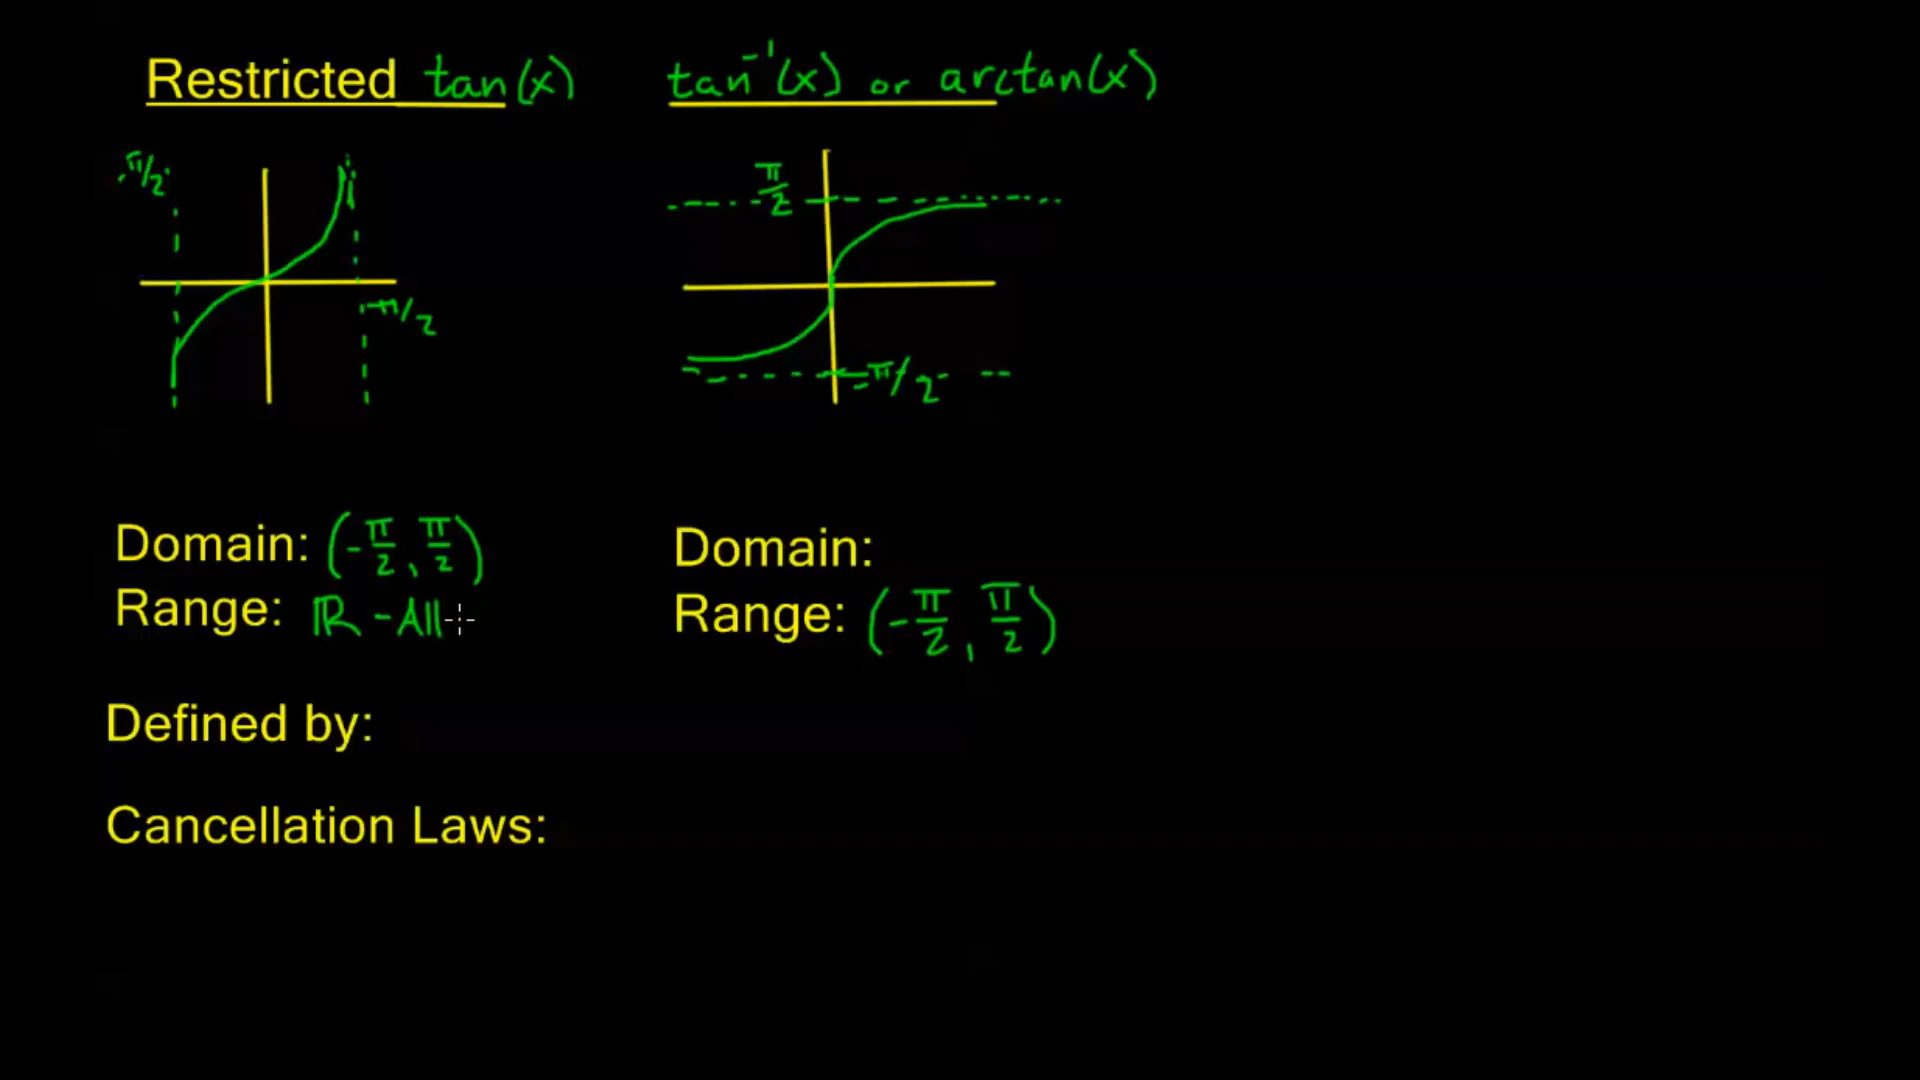 Restricted tan(x)
tan⁻¹(x) or arctan(x)
π/2
-π/2
π/2
-π/2
Domain: (-π/2, π/2)
Range: ℝ - All
Domain:
Range: (-π/2, π/2)
Defined by:
Cancellation Laws: